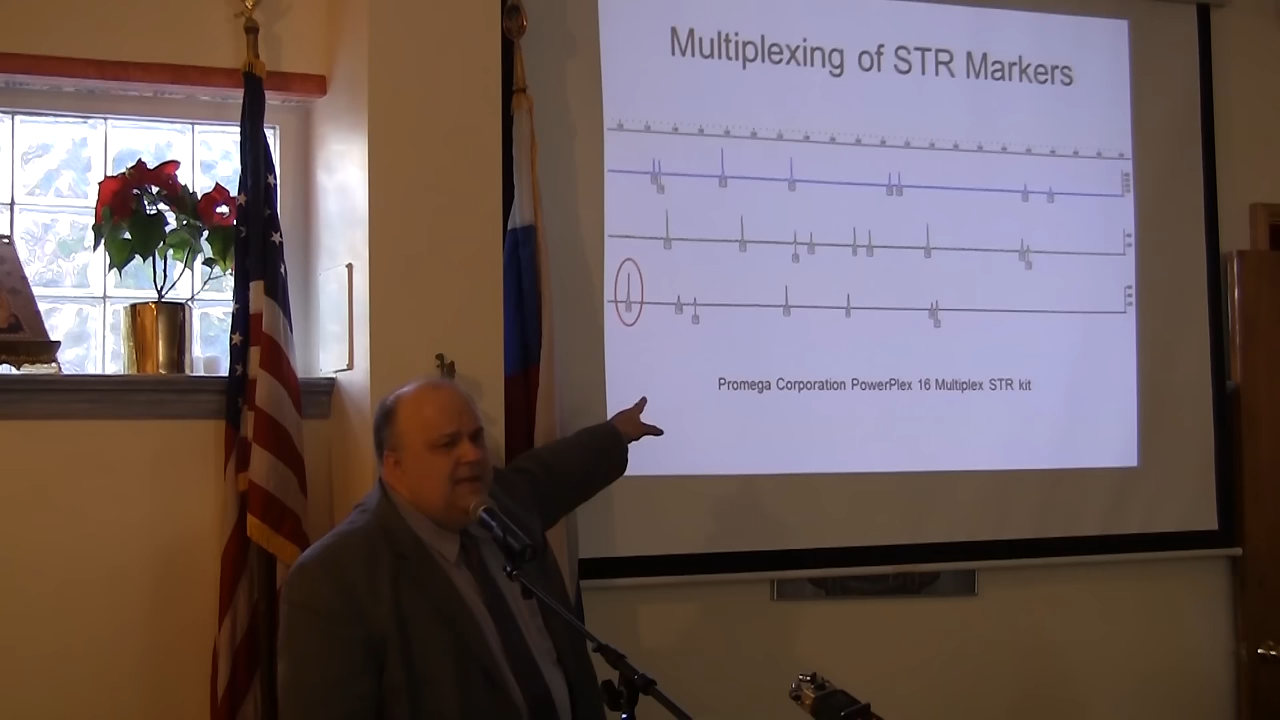 Multiplexing of STR Markers
Promega Corporation PowerPlex 16 Multiplex STR kit